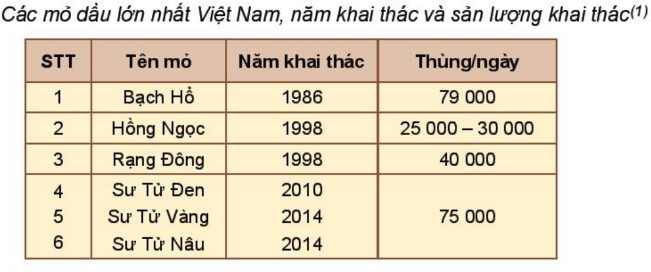 Các mỏ dầu lớn nhất Việt Nam, năm khai thác và sản lượng khai thác(1)
STT Tên mỏ Năm khai thác Thùng/ngày
1 Bạch Hổ 1986 79 000
2 Hồng Ngọc 1998 25 000 – 30 000
3 Rạng Đông 1998 40 000
4 Sư Tử Đen 2010
5 Sư Tử Vàng 2014 75 000
6 Sư Tử Nâu 2014